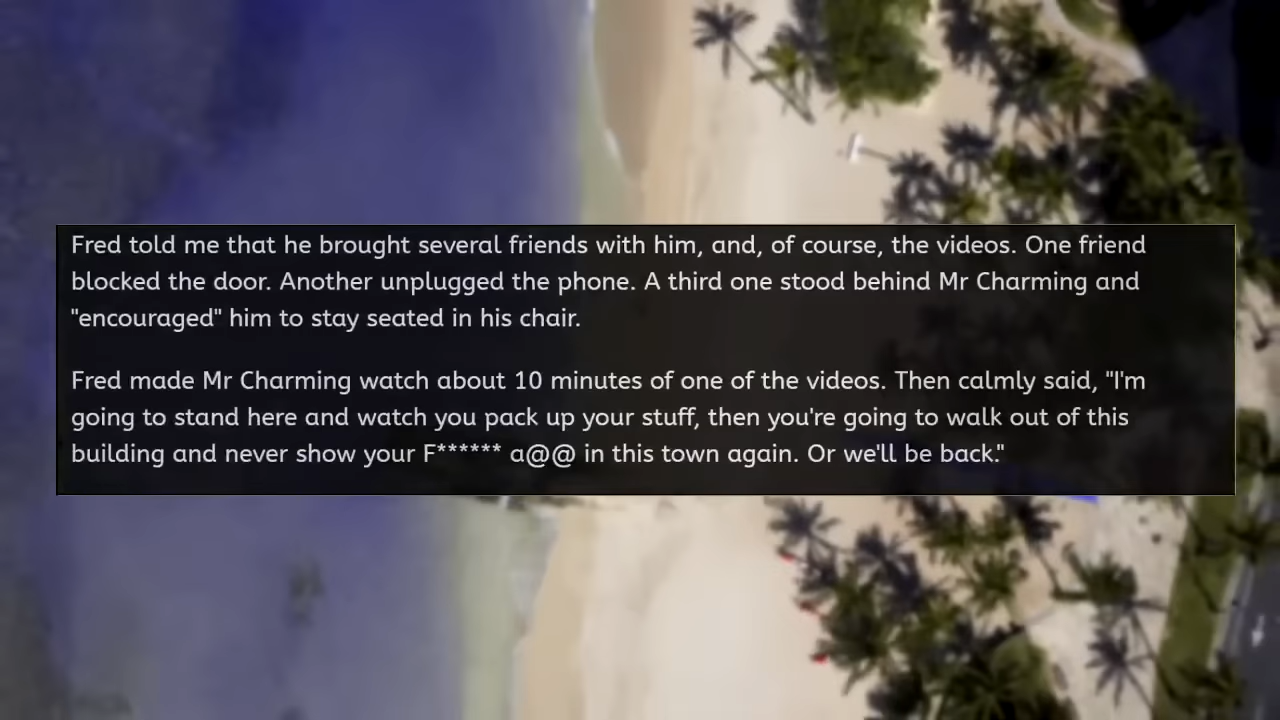 Fred told me that he brought several friends with him, and, of course, the videos. One friend
blocked the door. Another unplugged the phone. A third one stood behind Mr Charming and
"encouraged" him to stay seated in his chair.
Fred made Mr Charming watch about 10 minutes of one of the videos. Then calmly said, "I'm
going to stand here and watch you pack up your stuff, then you're going to walk out of this
building and never show your F****** a@@ in this town again. Or we'll be back."